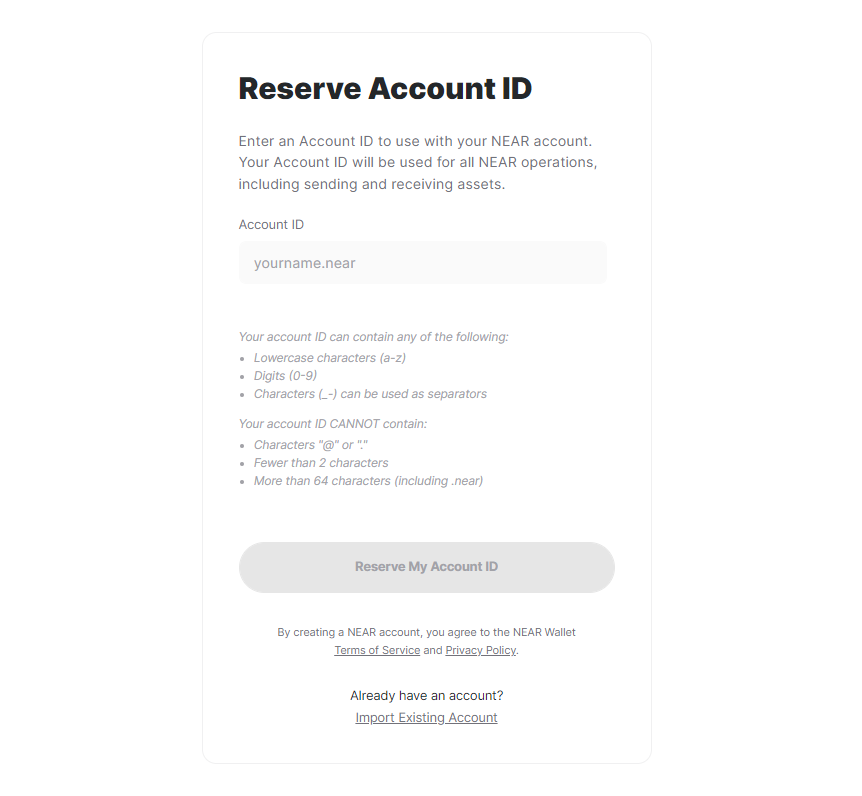 Reserve Account ID
Enter an Account ID to use with your NEAR account.
Your Account ID will be used for all NEAR operations,
including sending and receiving assets.
Account ID
yourname.near
Your account ID can contain any of the following:
• Lowercase characters (a-z)
• Digits (0-9)
• Characters (_-) can be used as separators
Your account ID CANNOT contain:
• Characters "@" or "."
• Fewer than 2 characters
• More than 64 characters (including .near)
Reserve My Account ID
By creating a NEAR account, you agree to the NEAR Wallet
Terms of Service and Privacy Policy.
Already have an account?
Import Existing Account